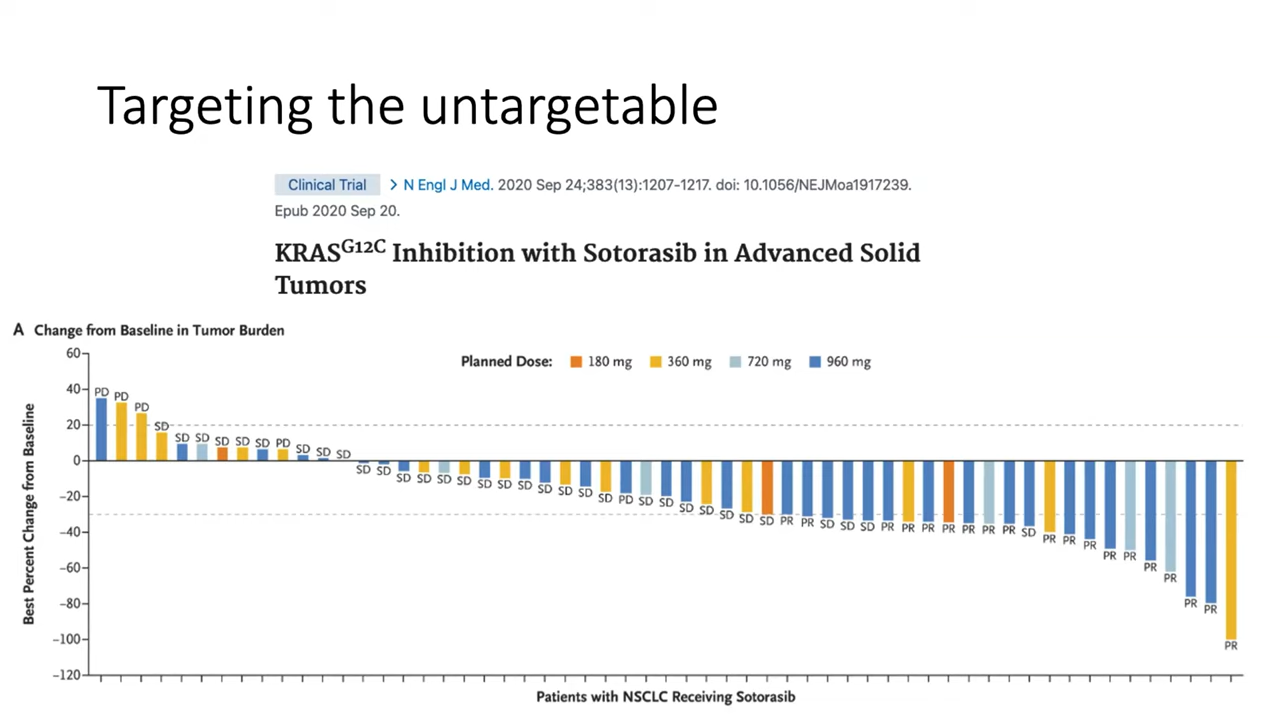 Targeting the untargetable
Clinical Trial > N Engl J Med. 2020 Sep 24;383(13):1207-1217. doi: 10.1056/NEJMoa1917239.
Epub 2020 Sep 20.
KRASG12C Inhibition with Sotorasib in Advanced Solid
Tumors
A Change from Baseline in Tumor Burden
Planned Dose: 180 mg 360 mg 720 mg 960 mg
Best Percent Change from Baseline
60
40
20
0
−20
−40
−60
−80
−100
−120
PD PD PD SD SD SD SD SD SD PD SD SD SD SD SD SD SD SD SD SD SD SD SD SD SD SD PD SD SD SD SD SD SD SD PR PR SD SD SD PR PR PR PR PR PR PR SD PR PR PR PR PR PR PR PR PR PR
Patients with NSCLC Receiving Sotorasib